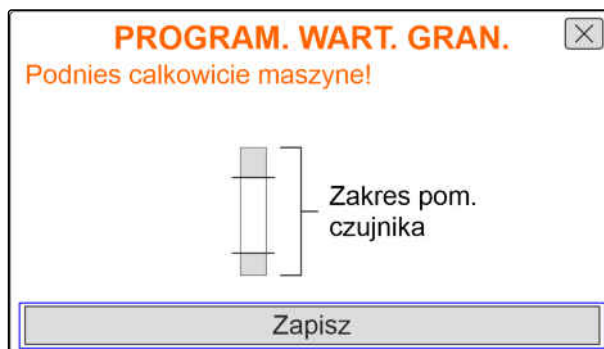 PROGRAM. WART. GRAN.
Podnies calkowicie maszyne!
Zakres pom.
czujnika
Zapisz